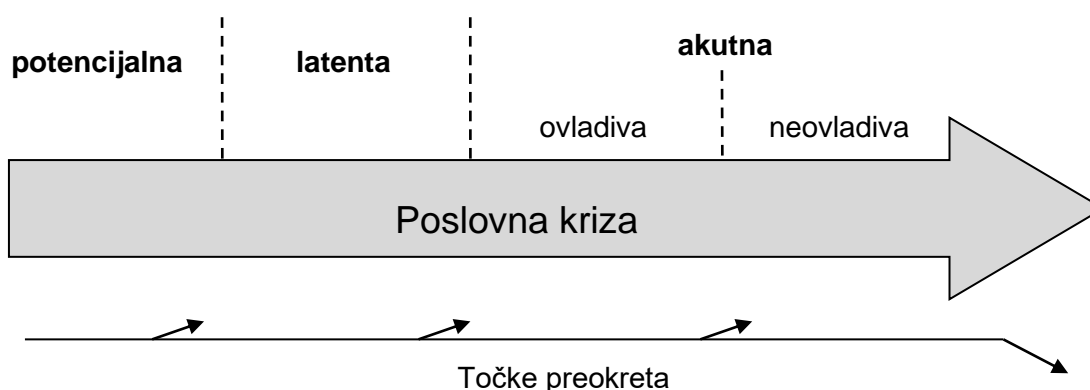 potencijalna
latenta
akutna
ovladiva
neovladiva
Poslovna kriza
Točke preokreta